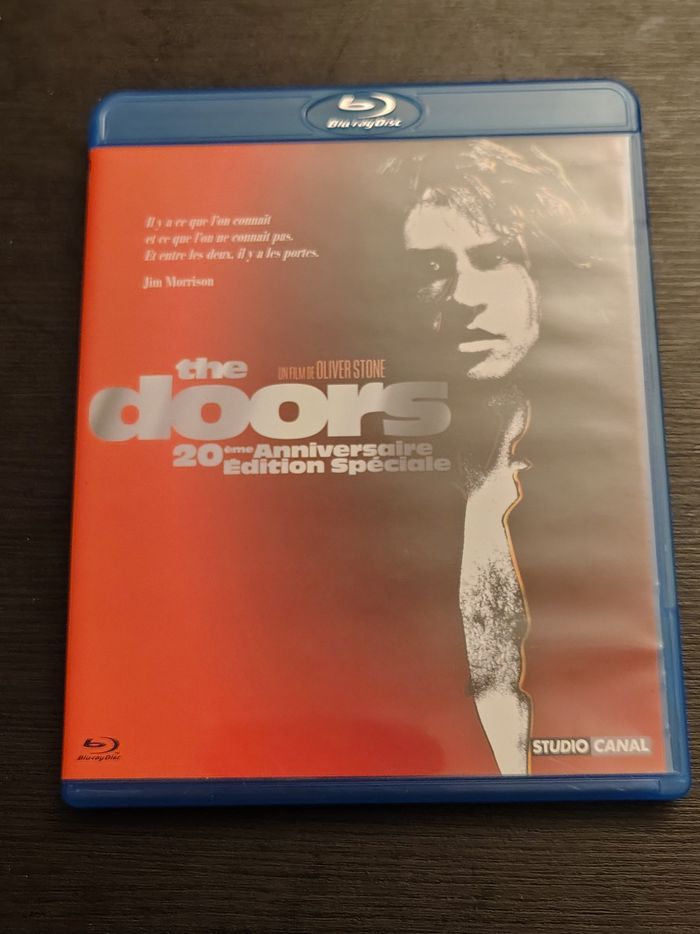 Blu-ray Disc
Il y a ce que l'on connaît
et ce que l'on ne connaît pas.
Et entre les deux, il y a les portes.
Jim Morrison
the
UN FILM DE OLIVER STONE
doors
20ème Anniversaire
Édition Spéciale
Blu-ray Disc
STUDIO CANAL